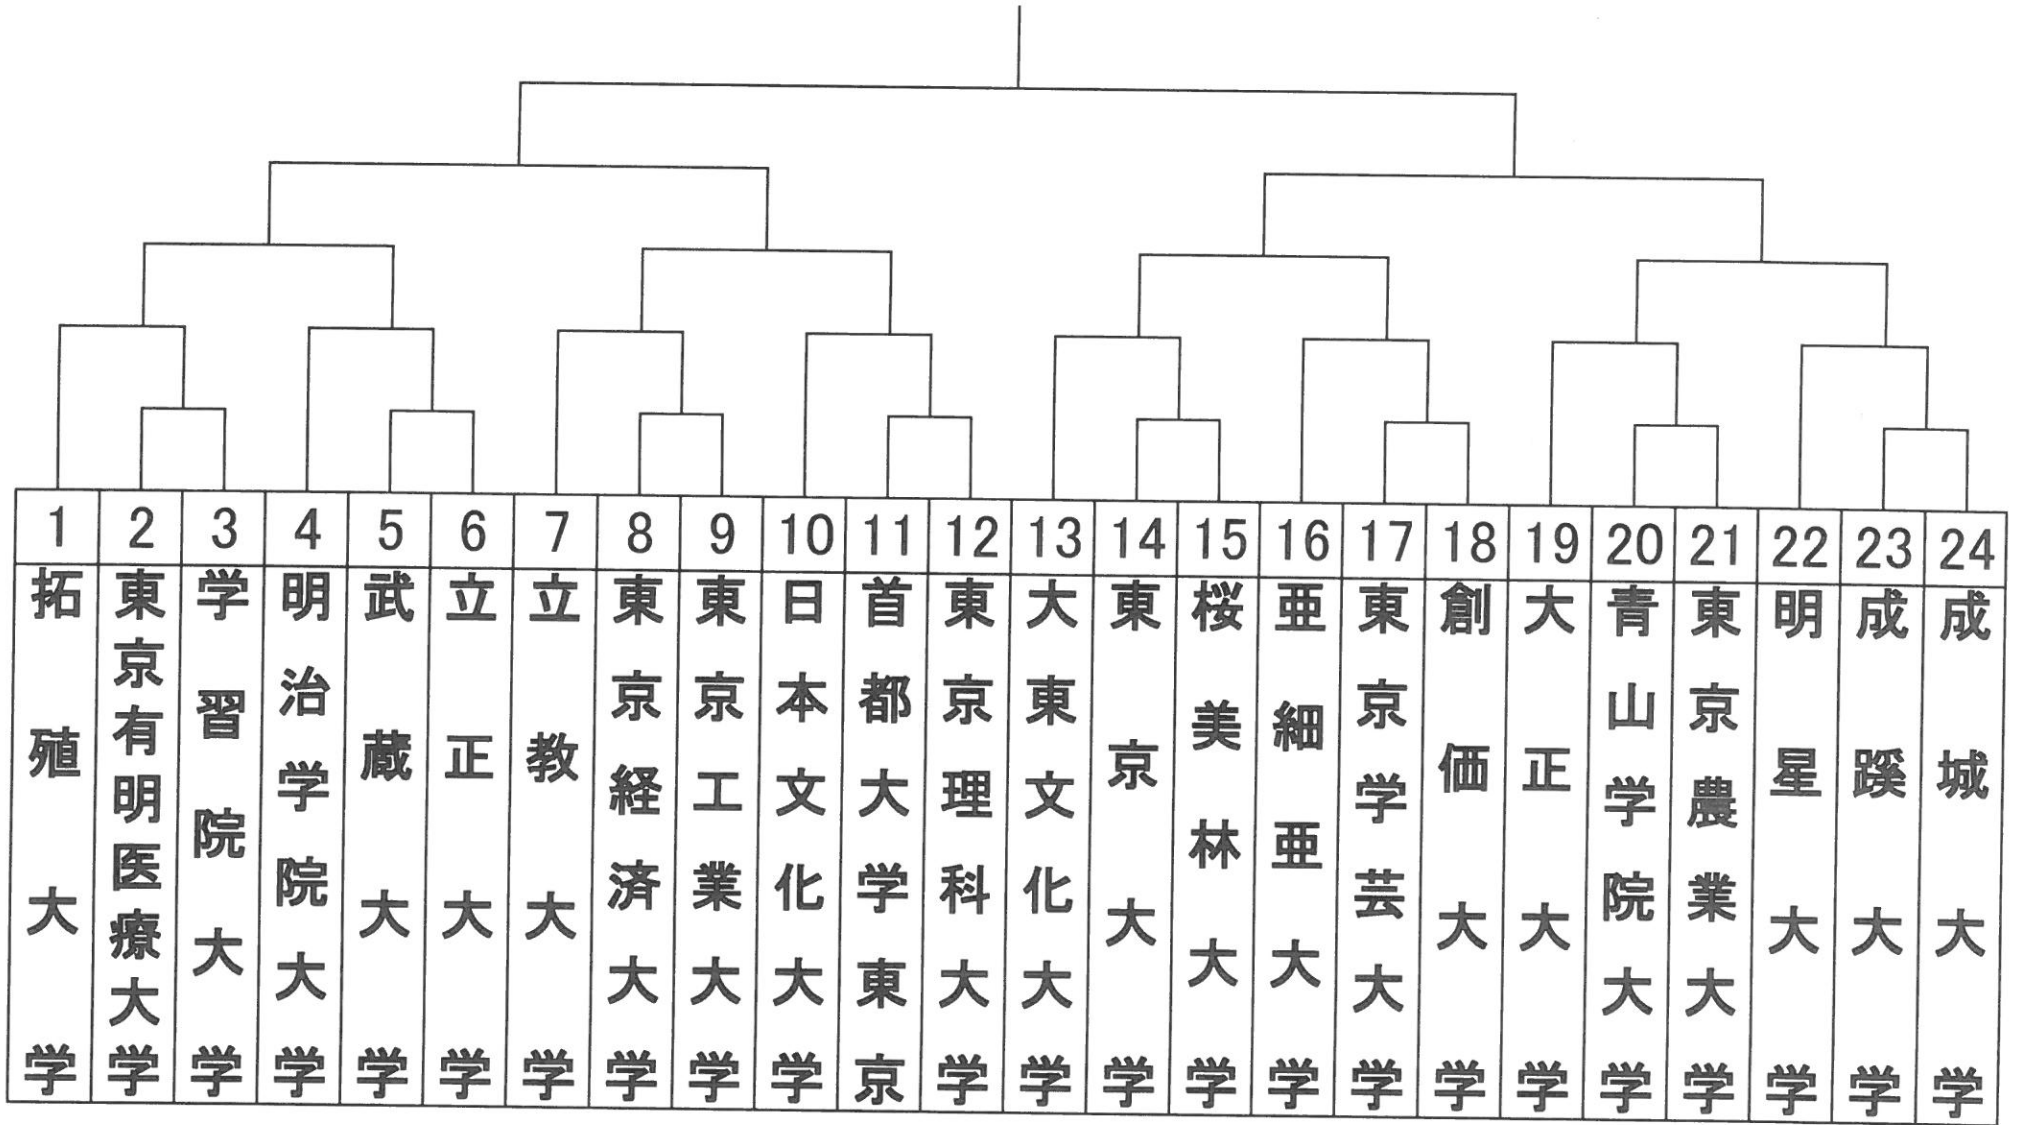 1 拓殖大学
2 東京有明医療大学
3 学習院大学
4 明治学院大学
5 武蔵大学
6 立正大学
7 立教大学
8 東京経済大学
9 東京工業大学
10 日本文化大学
11 首都大学東京
12 東京理科大学
13 大東文化大学
14 東京大学
15 桜美林大学
16 亜細亜大学
17 東京学芸大学
18 創価大学
19 大正大学
20 青山学院大学
21 東京農業大学
22 明星大学
23 成蹊大学
24 成城大学